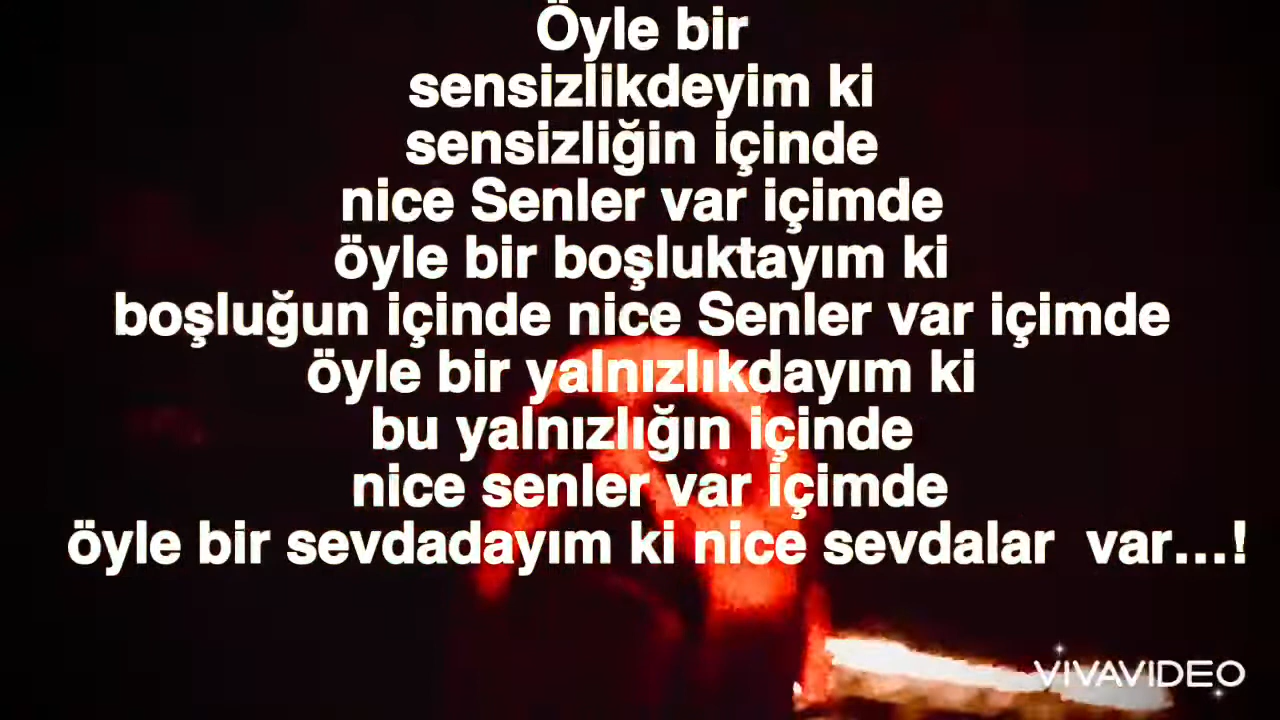 Öyle bir
sensizlikdeyim ki
sensizliğin içinde
nice Senler var içimde
öyle bir boşluktayım ki
boşluğun içinde nice Senler var içimde
öyle bir yalnızlıkdayım ki
bu yalnızlığın içinde
nice senler var içimde
öyle bir sevdadayım ki nice sevdalar  var...!
VIVAVIDEO